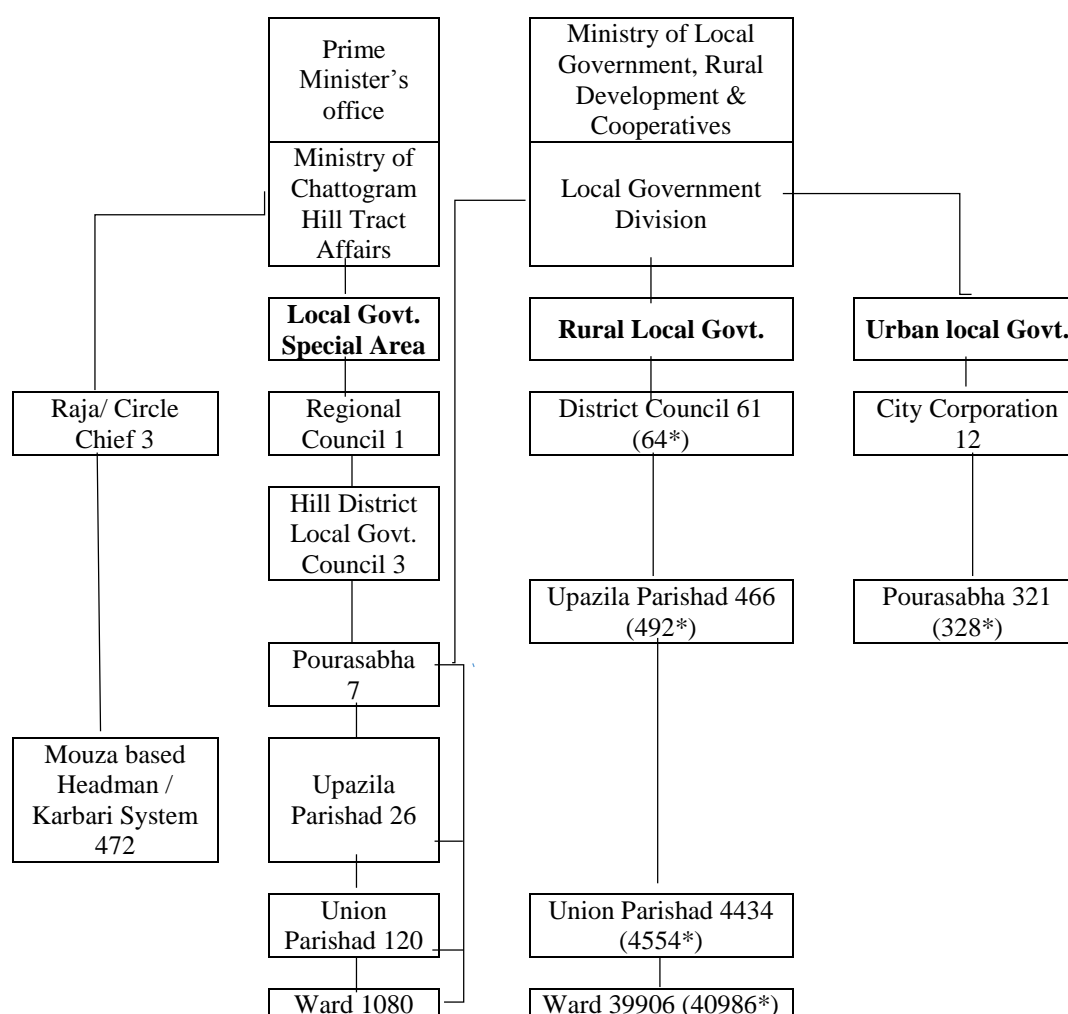 Prime
Minister’s
office
Ministry of Local
Government, Rural
Development &
Cooperatives
Ministry of
Chattogram
Hill Tract
Affairs
Local Government
Division
Local Govt.
Special Area
Rural Local Govt.
Urban local Govt.
Raja/ Circle
Chief 3
Regional
Council 1
District Council 61
(64*)
City Corporation
12
Hill District
Local Govt.
Council 3
Upazila Parishad 466
(492*)
Pourasabha 321
(328*)
Pourasabha
7
Mouza based
Headman /
Karbari System
472
Upazila
Parishad 26
Union
Parishad 120
Union Parishad 4434
(4554*)
Ward 1080
Ward 39906 (40986*)